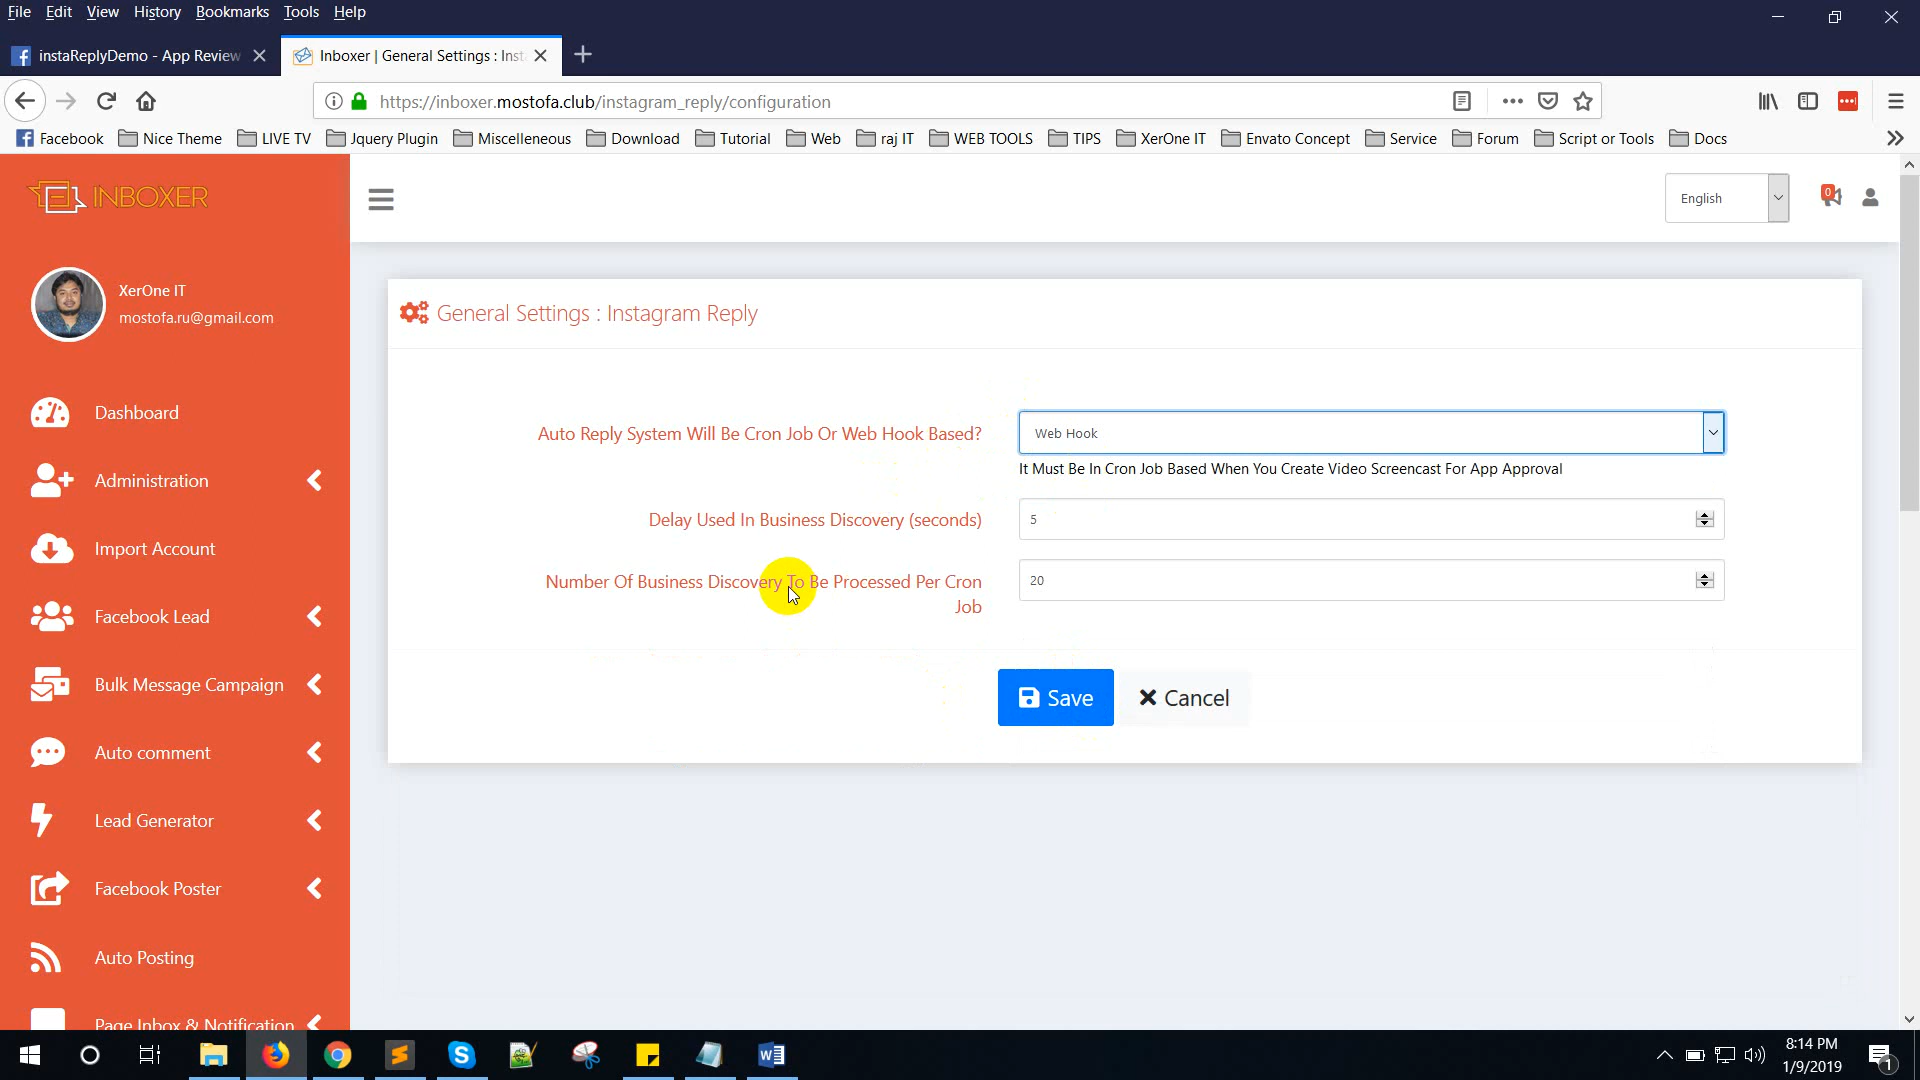 File Edit View History Bookmarks Tools Help
instaReplyDemo - App Review
Inboxer | General Settings : Inst
https://inboxer.mostofa.club/instagram_reply/configuration
Facebook Nice Theme LIVE TV Jquery Plugin Miscelleneous Download Tutorial Web raj IT WEB TOOLS TIPS XerOne IT Envato Concept Service Forum Script or Tools Docs
INBOXER
English
0
XerOne IT
mostofa.ru@gmail.com
General Settings : Instagram Reply
Dashboard
Administration
Import Account
Facebook Lead
Bulk Message Campaign
Auto comment
Lead Generator
Facebook Poster
Auto Posting
Page Inbox & Notification
Auto Reply System Will Be Cron Job Or Web Hook Based?
Web Hook
It Must Be In Cron Job Based When You Create Video Screencast For App Approval
Delay Used In Business Discovery (seconds)
5
Number Of Business Discovery To Be Processed Per Cron
Job
20
Save
Cancel
8:14 PM
1/9/2019
1